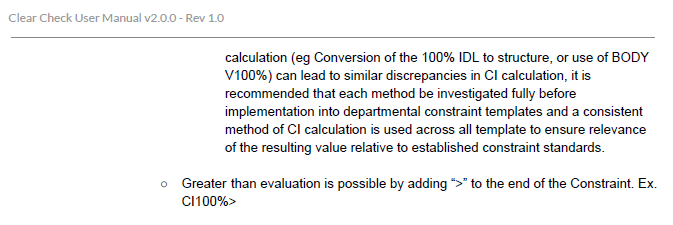 Clear Check User Manual v2.0.0 - Rev 1.0
calculation (eg Conversion of the 100% IDL to structure, or use of BODY
V100%) can lead to similar discrepancies in CI calculation, it is
recommended that each method be investigated fully before
implementation into departmental constraint templates and a consistent
method of CI calculation is used across all template to ensure relevance
of the resulting value relative to established constraint standards.
○ Greater than evaluation is possible by adding “>” to the end of the Constraint. Ex.
CI100%>